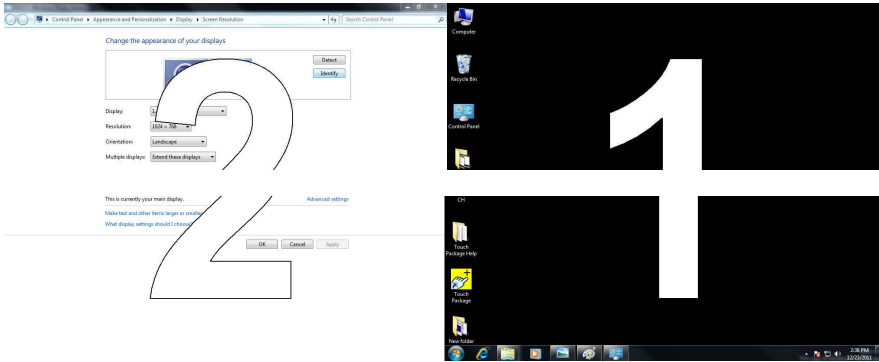 Control Panel ▸ Appearance and Personalization ▸ Display ▸ Screen Resolution
Search Control Panel
Change the appearance of your displays
Detect
Identify
Display: 1.
Resolution: 1024 × 768
Orientation: Landscape
Multiple displays: Extend these displays
This is currently your main display.
Advanced settings
Make text and other items larger or smaller
What display settings should I choose?
OK Cancel Apply
2
Computer
Recycle Bin
Control Panel
CH
Touch
Package Help
Touch
Package
New folder
1
2:38 PM
12/23/2011